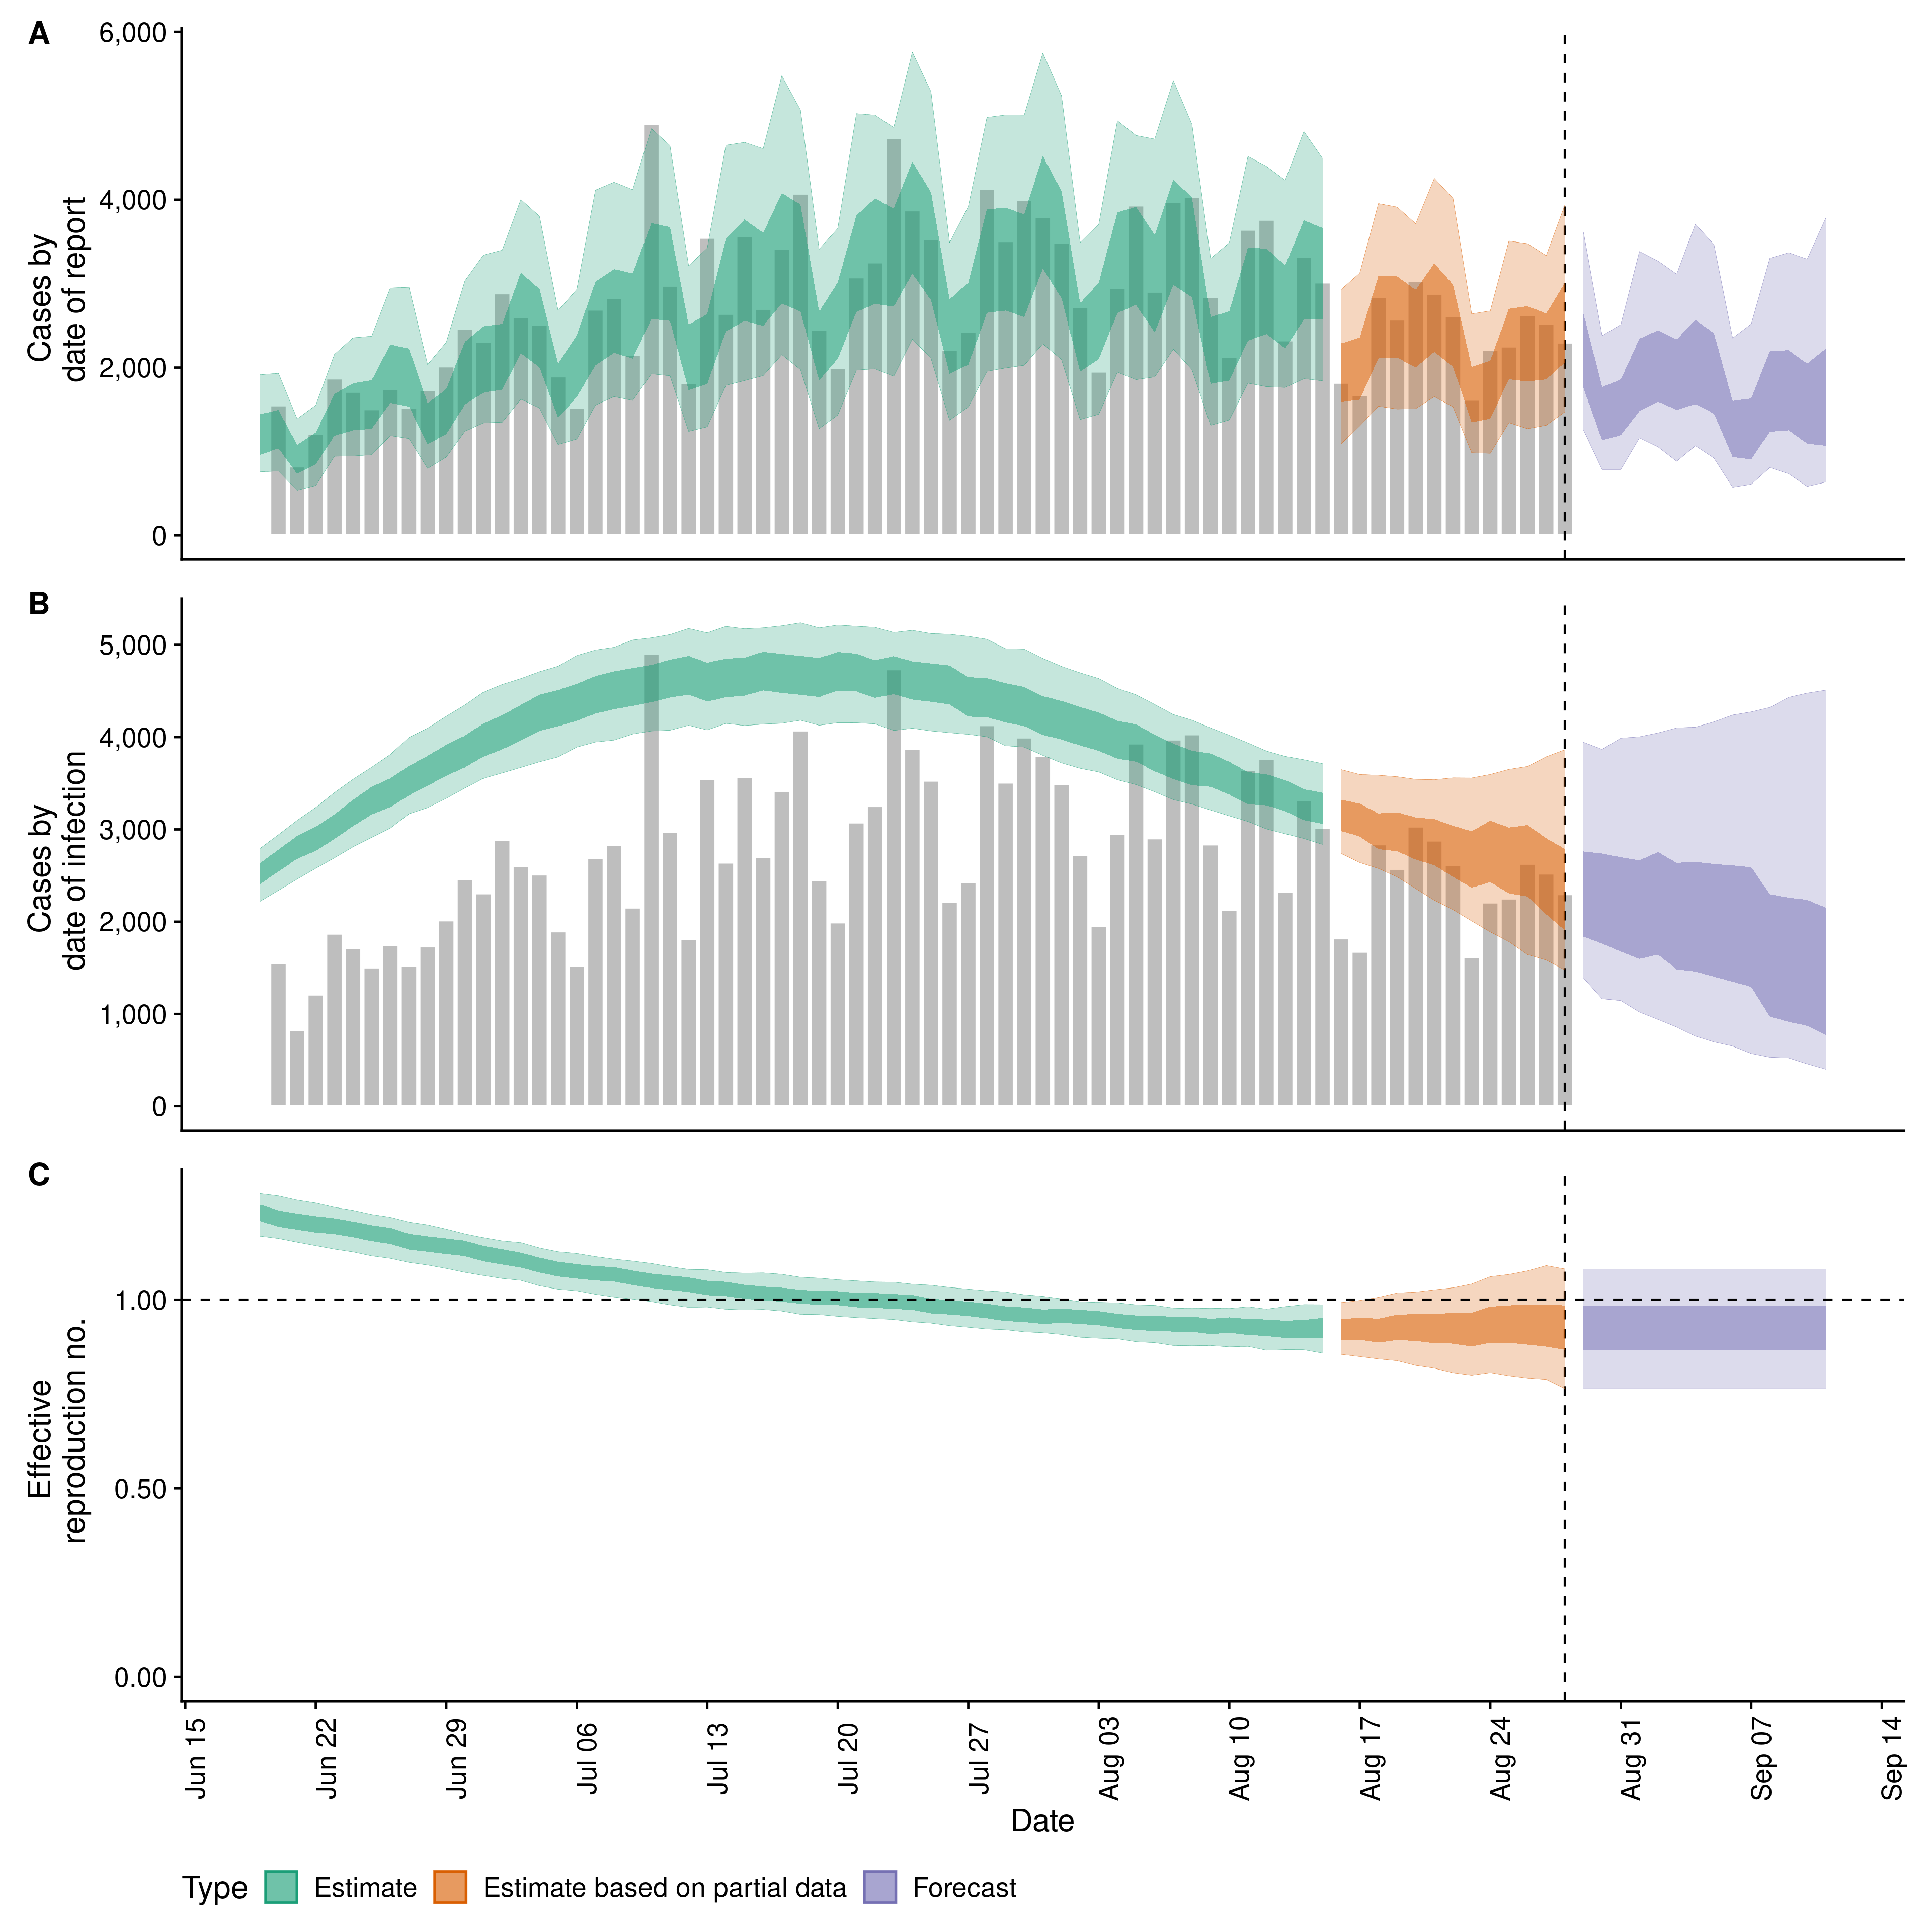 A
Cases by
date of report
6,000
4,000
2,000
0
B
Cases by
date of infection
5,000
4,000
3,000
2,000
1,000
0
C
Effective
reproduction no.
1.00
0.50
0.00
Jun 15
Jun 22
Jun 29
Jul 06
Jul 13
Jul 20
Jul 27
Aug 03
Aug 10
Aug 17
Aug 24
Aug 31
Sep 07
Sep 14
Date
Type Estimate Estimate based on partial data Forecast